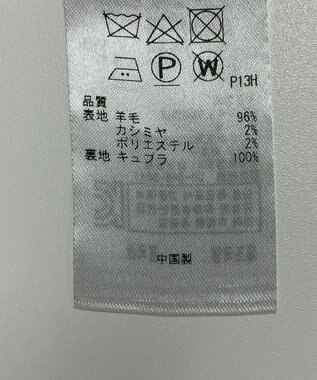 P W P13H
品質
表地 羊毛 96%
カシミヤ 2%
ポリエステル 2%
裏地 キュプラ 100%
中国製